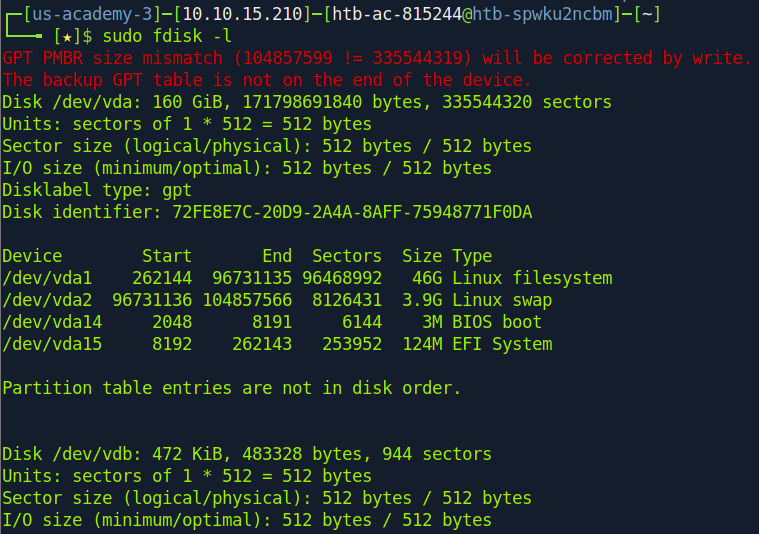 ┌─[us-academy-3]─[10.10.15.210]─[htb-ac-815244@htb-spwku2ncbm]─[~]
└──╼ [★]$ sudo fdisk -l
GPT PMBR size mismatch (104857599 != 335544319) will be corrected by write.
The backup GPT table is not on the end of the device.
Disk /dev/vda: 160 GiB, 171798691840 bytes, 335544320 sectors
Units: sectors of 1 * 512 = 512 bytes
Sector size (logical/physical): 512 bytes / 512 bytes
I/O size (minimum/optimal): 512 bytes / 512 bytes
Disklabel type: gpt
Disk identifier: 72FE8E7C-20D9-2A4A-8AFF-75948771F0DA

Device        Start       End  Sectors  Size Type
/dev/vda1    262144  96731135 96468992   46G Linux filesystem
/dev/vda2  96731136 104857566  8126431  3.9G Linux swap
/dev/vda14     2048      8191     6144    3M BIOS boot
/dev/vda15     8192    262143   253952  124M EFI System

Partition table entries are not in disk order.


Disk /dev/vdb: 472 KiB, 483328 bytes, 944 sectors
Units: sectors of 1 * 512 = 512 bytes
Sector size (logical/physical): 512 bytes / 512 bytes
I/O size (minimum/optimal): 512 bytes / 512 bytes